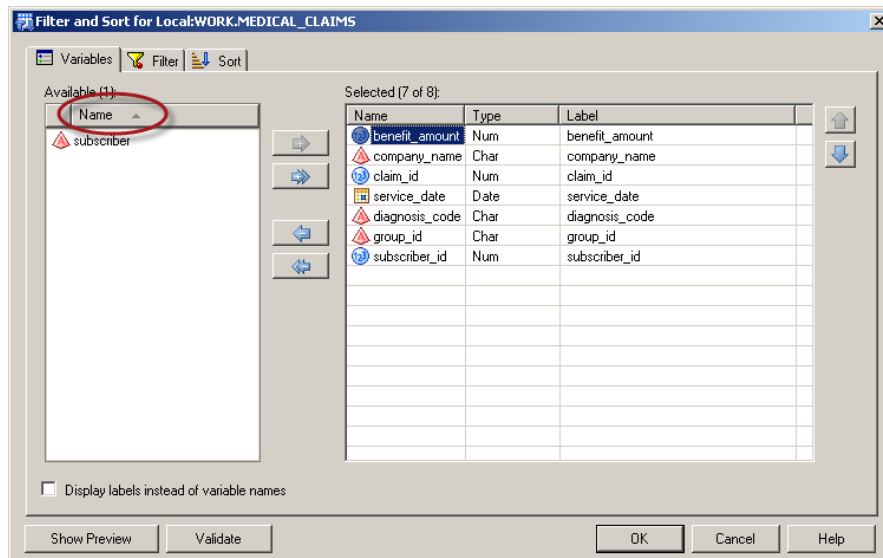 Filter and Sort for Local:WORK.MEDICAL_CLAIMS
Variables Filter Sort
Available (1):
Name
subscriber
Selected (7 of 8):
Name Type Label
benefit_amount Num benefit_amount
company_name Char company_name
claim_id Num claim_id
service_date Date service_date
diagnosis_code Char diagnosis_code
group_id Char group_id
subscriber_id Num subscriber_id
Display labels instead of variable names
Show Preview Validate OK Cancel Help